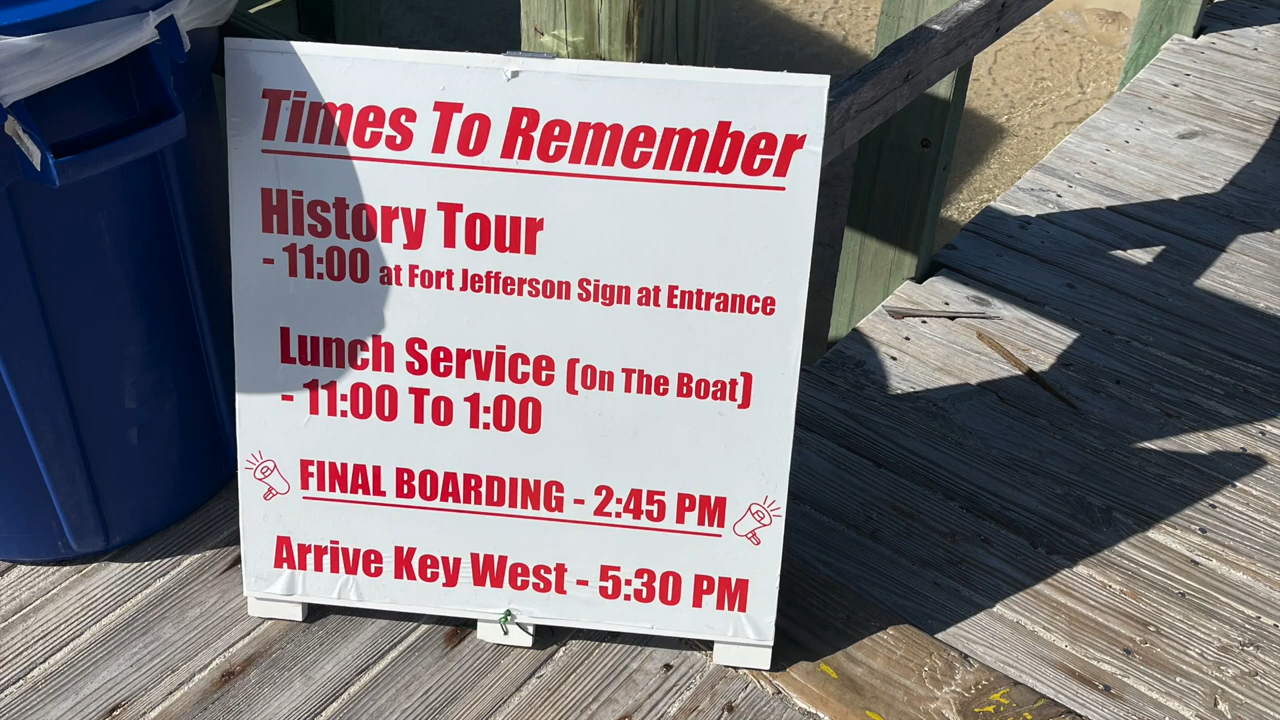 Times To Remember
History Tour
- 11:00 at Fort Jefferson Sign at Entrance
Lunch Service (On The Boat)
- 11:00 To 1:00
FINAL BOARDING - 2:45 PM
Arrive Key West - 5:30 PM